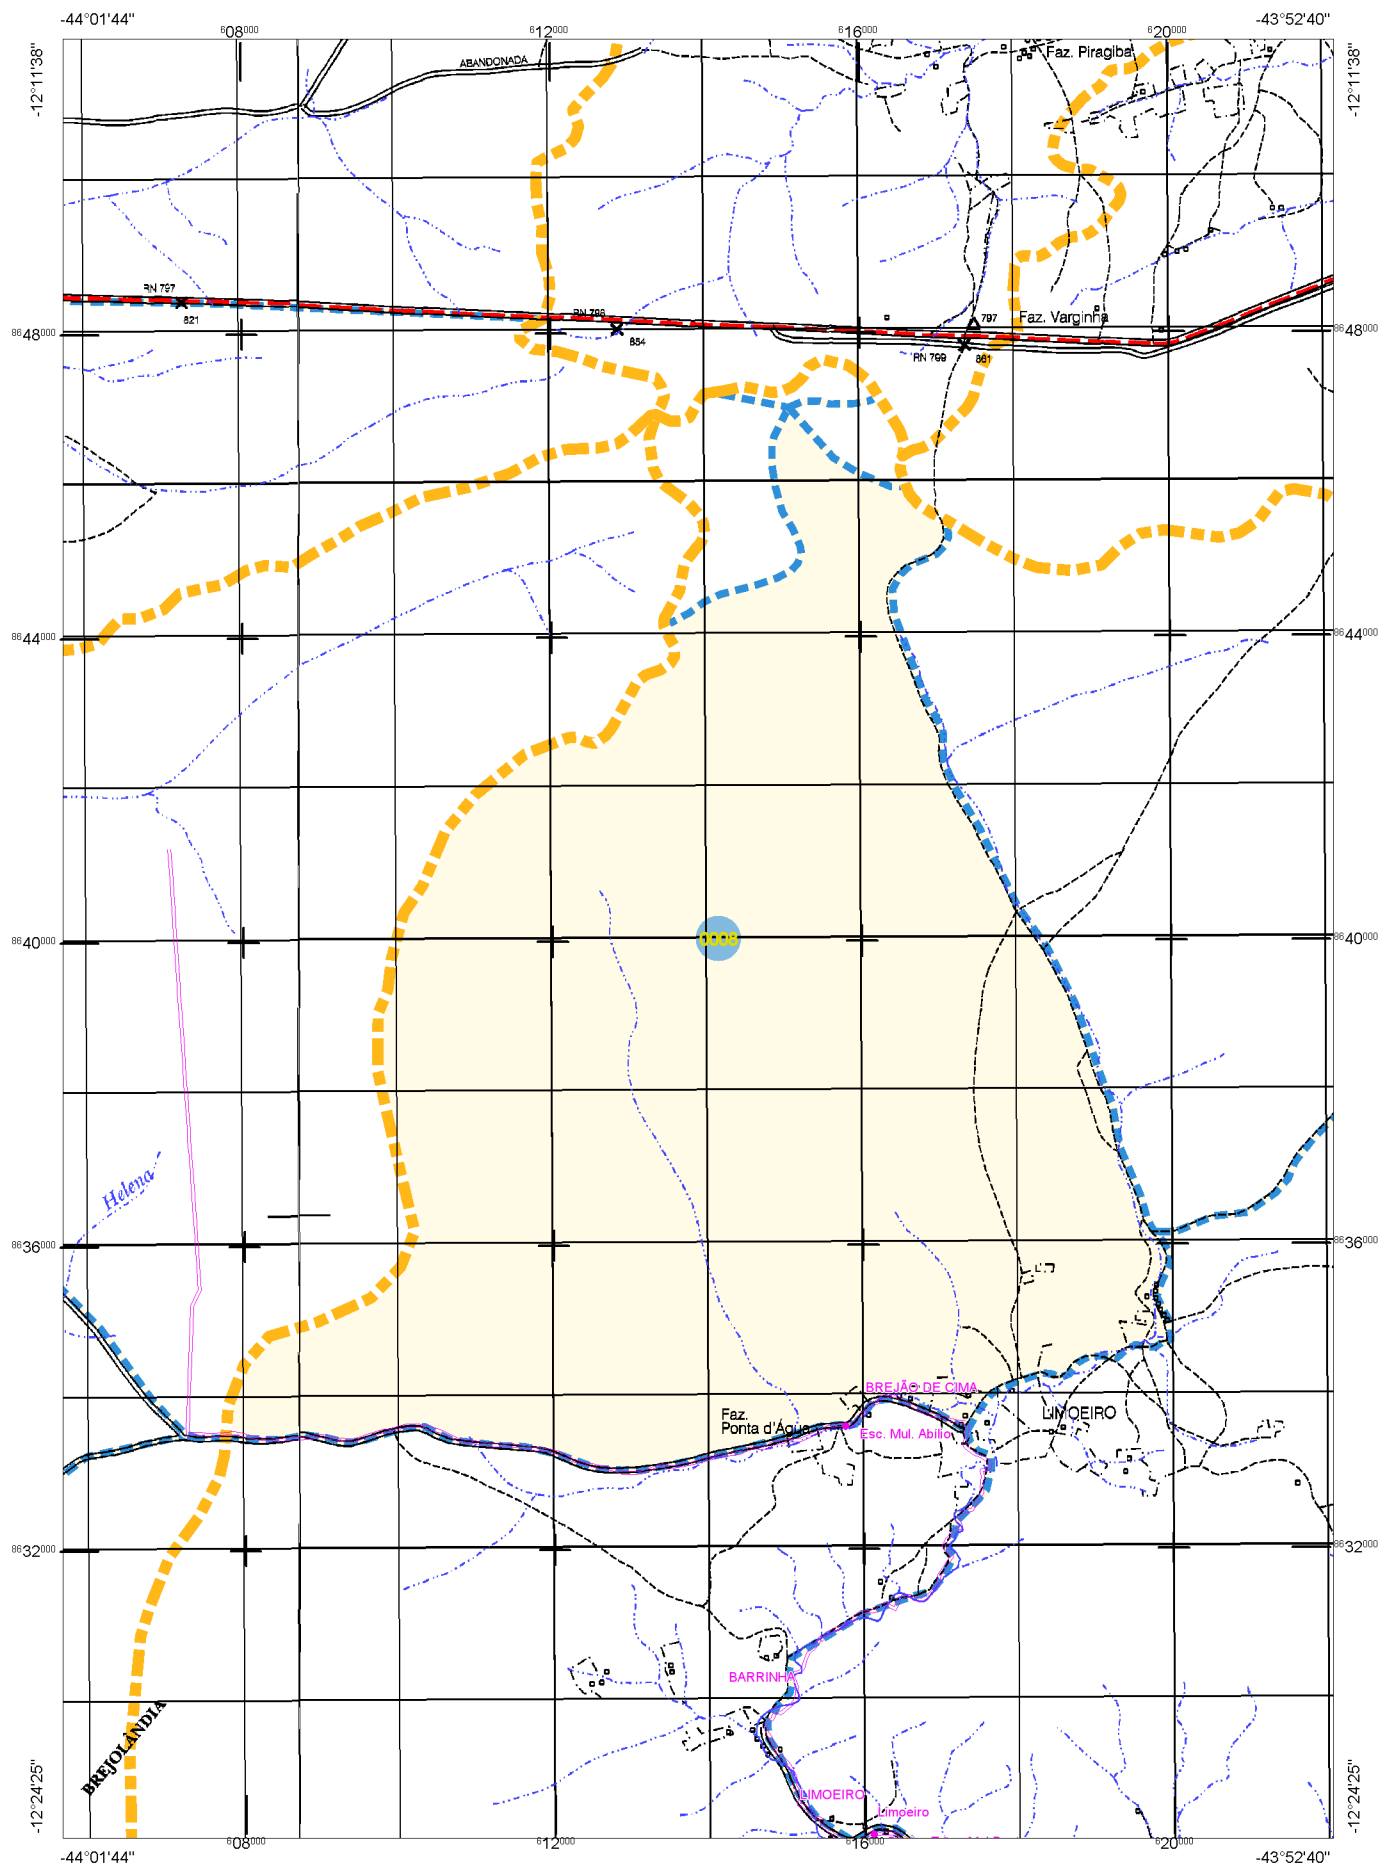 -44°01'44"
-43°52'40"
608000
612000
616000
620000
-12°11'38"
-12°11'38"
ABANDONADA
Faz. Piragiba
RN 797
821
RN 798
854
797
Faz. Varginha
RN 799
861
8648000
8648000
8644000
8644000
0008
8640000
8640000
Helena
8636000
8636000
BREJÃO DE CIMA
Faz.
Ponta d'Água
LIMOEIRO
Esc. Mul. Abílio
8632000
8632000
BARRINHA
BREJOLÂNDIA
LIMOEIRO
Limoeiro
-12°24'25"
-12°24'25"
608000
612000
616000
620000
-44°01'44"
-43°52'40"